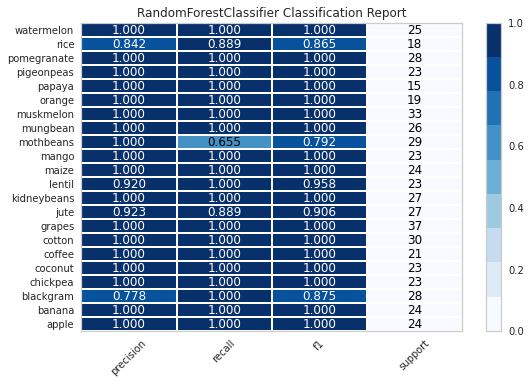 RandomForestClassifier Classification Report
watermelon 1.000 1.000 1.000 25
rice 0.842 0.889 0.865 18
pomegranate 1.000 1.000 1.000 28
pigeonpeas 1.000 1.000 1.000 23
papaya 1.000 1.000 1.000 15
orange 1.000 1.000 1.000 19
muskmelon 1.000 1.000 1.000 33
mungbean 1.000 1.000 1.000 26
mothbeans 1.000 0.655 0.792 29
mango 1.000 1.000 1.000 23
maize 1.000 1.000 1.000 24
lentil 0.920 1.000 0.958 23
kidneybeans 1.000 1.000 1.000 27
jute 0.923 0.889 0.906 27
grapes 1.000 1.000 1.000 37
cotton 1.000 1.000 1.000 30
coffee 1.000 1.000 1.000 21
coconut 1.000 1.000 1.000 23
chickpea 1.000 1.000 1.000 23
blackgram 0.778 1.000 0.875 28
banana 1.000 1.000 1.000 24
apple 1.000 1.000 1.000 24
precision recall f1 support
1.0
0.8
0.6
0.4
0.2
0.0